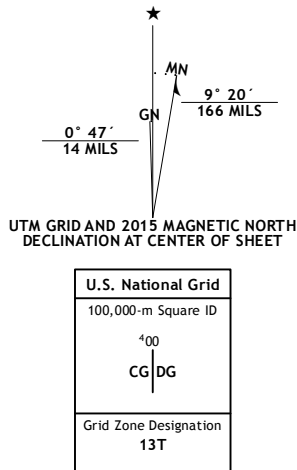 ★
MN
9° 20´
166 MILS
GN
0° 47´
14 MILS
UTM GRID AND 2015 MAGNETIC NORTH
DECLINATION AT CENTER OF SHEET
U.S. National Grid
100,000-m Square ID
⁴00
CG DG
Grid Zone Designation
13T